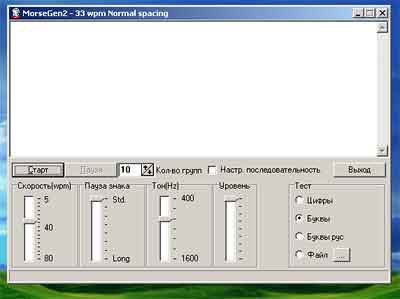 MorseGen2 - 33 wpm Normal spacing
Старт Пауза 10 Кол-во групп Настр. последовательность Выход
Скорость(wpm) Пауза знака Тон(Hz) Уровень Тест
5 Std. 400 Цифры
40 Буквы
Буквы рус
80 Long 1600 Файл ...